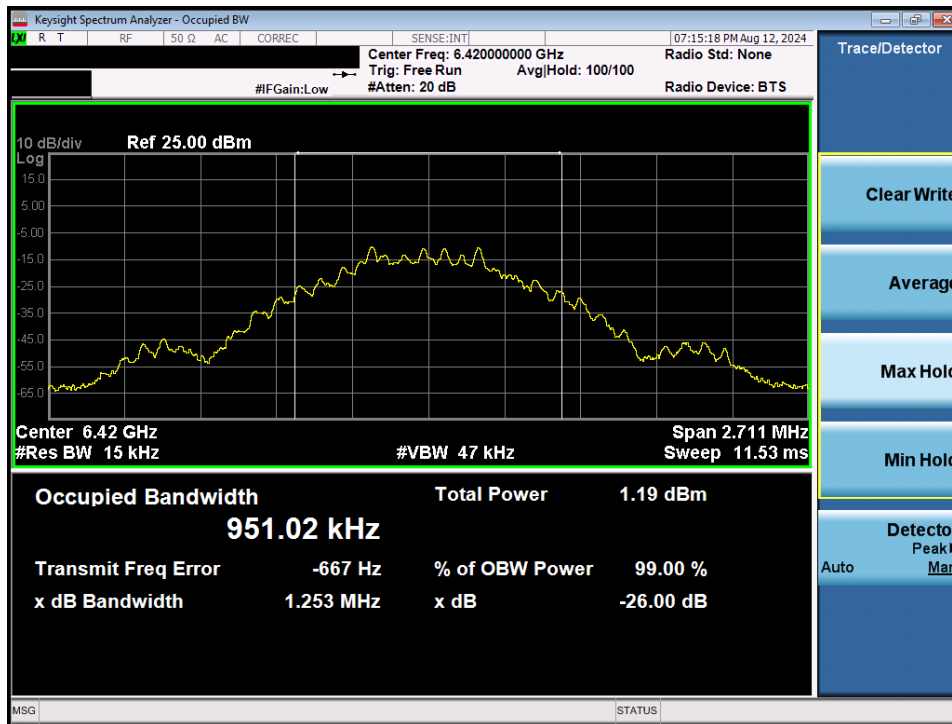 Keysight Spectrum Analyzer - Occupied BW
LXI R T RF 50 Ω AC CORREC SENSE:INT 07:15:18 PM Aug 12, 2024
Center Freq: 6.420000000 GHz Radio Std: None
Trig: Free Run Avg|Hold: 100/100
#IFGain:Low #Atten: 20 dB Radio Device: BTS
Trace/Detector
10 dB/div Ref 25.00 dBm
Log
15.0
5.00
-5.00
-15.0
-25.0
-35.0
-45.0
-55.0
-65.0
Center 6.42 GHz Span 2.711 MHz
#Res BW 15 kHz #VBW 47 kHz Sweep 11.53 ms
Occupied Bandwidth Total Power 1.19 dBm
951.02 kHz
Transmit Freq Error -667 Hz % of OBW Power 99.00 %
x dB Bandwidth 1.253 MHz x dB -26.00 dB
Clear Write
Average
Max Hold
Min Hold
Detecto
Peak
Auto Man
MSG STATUS